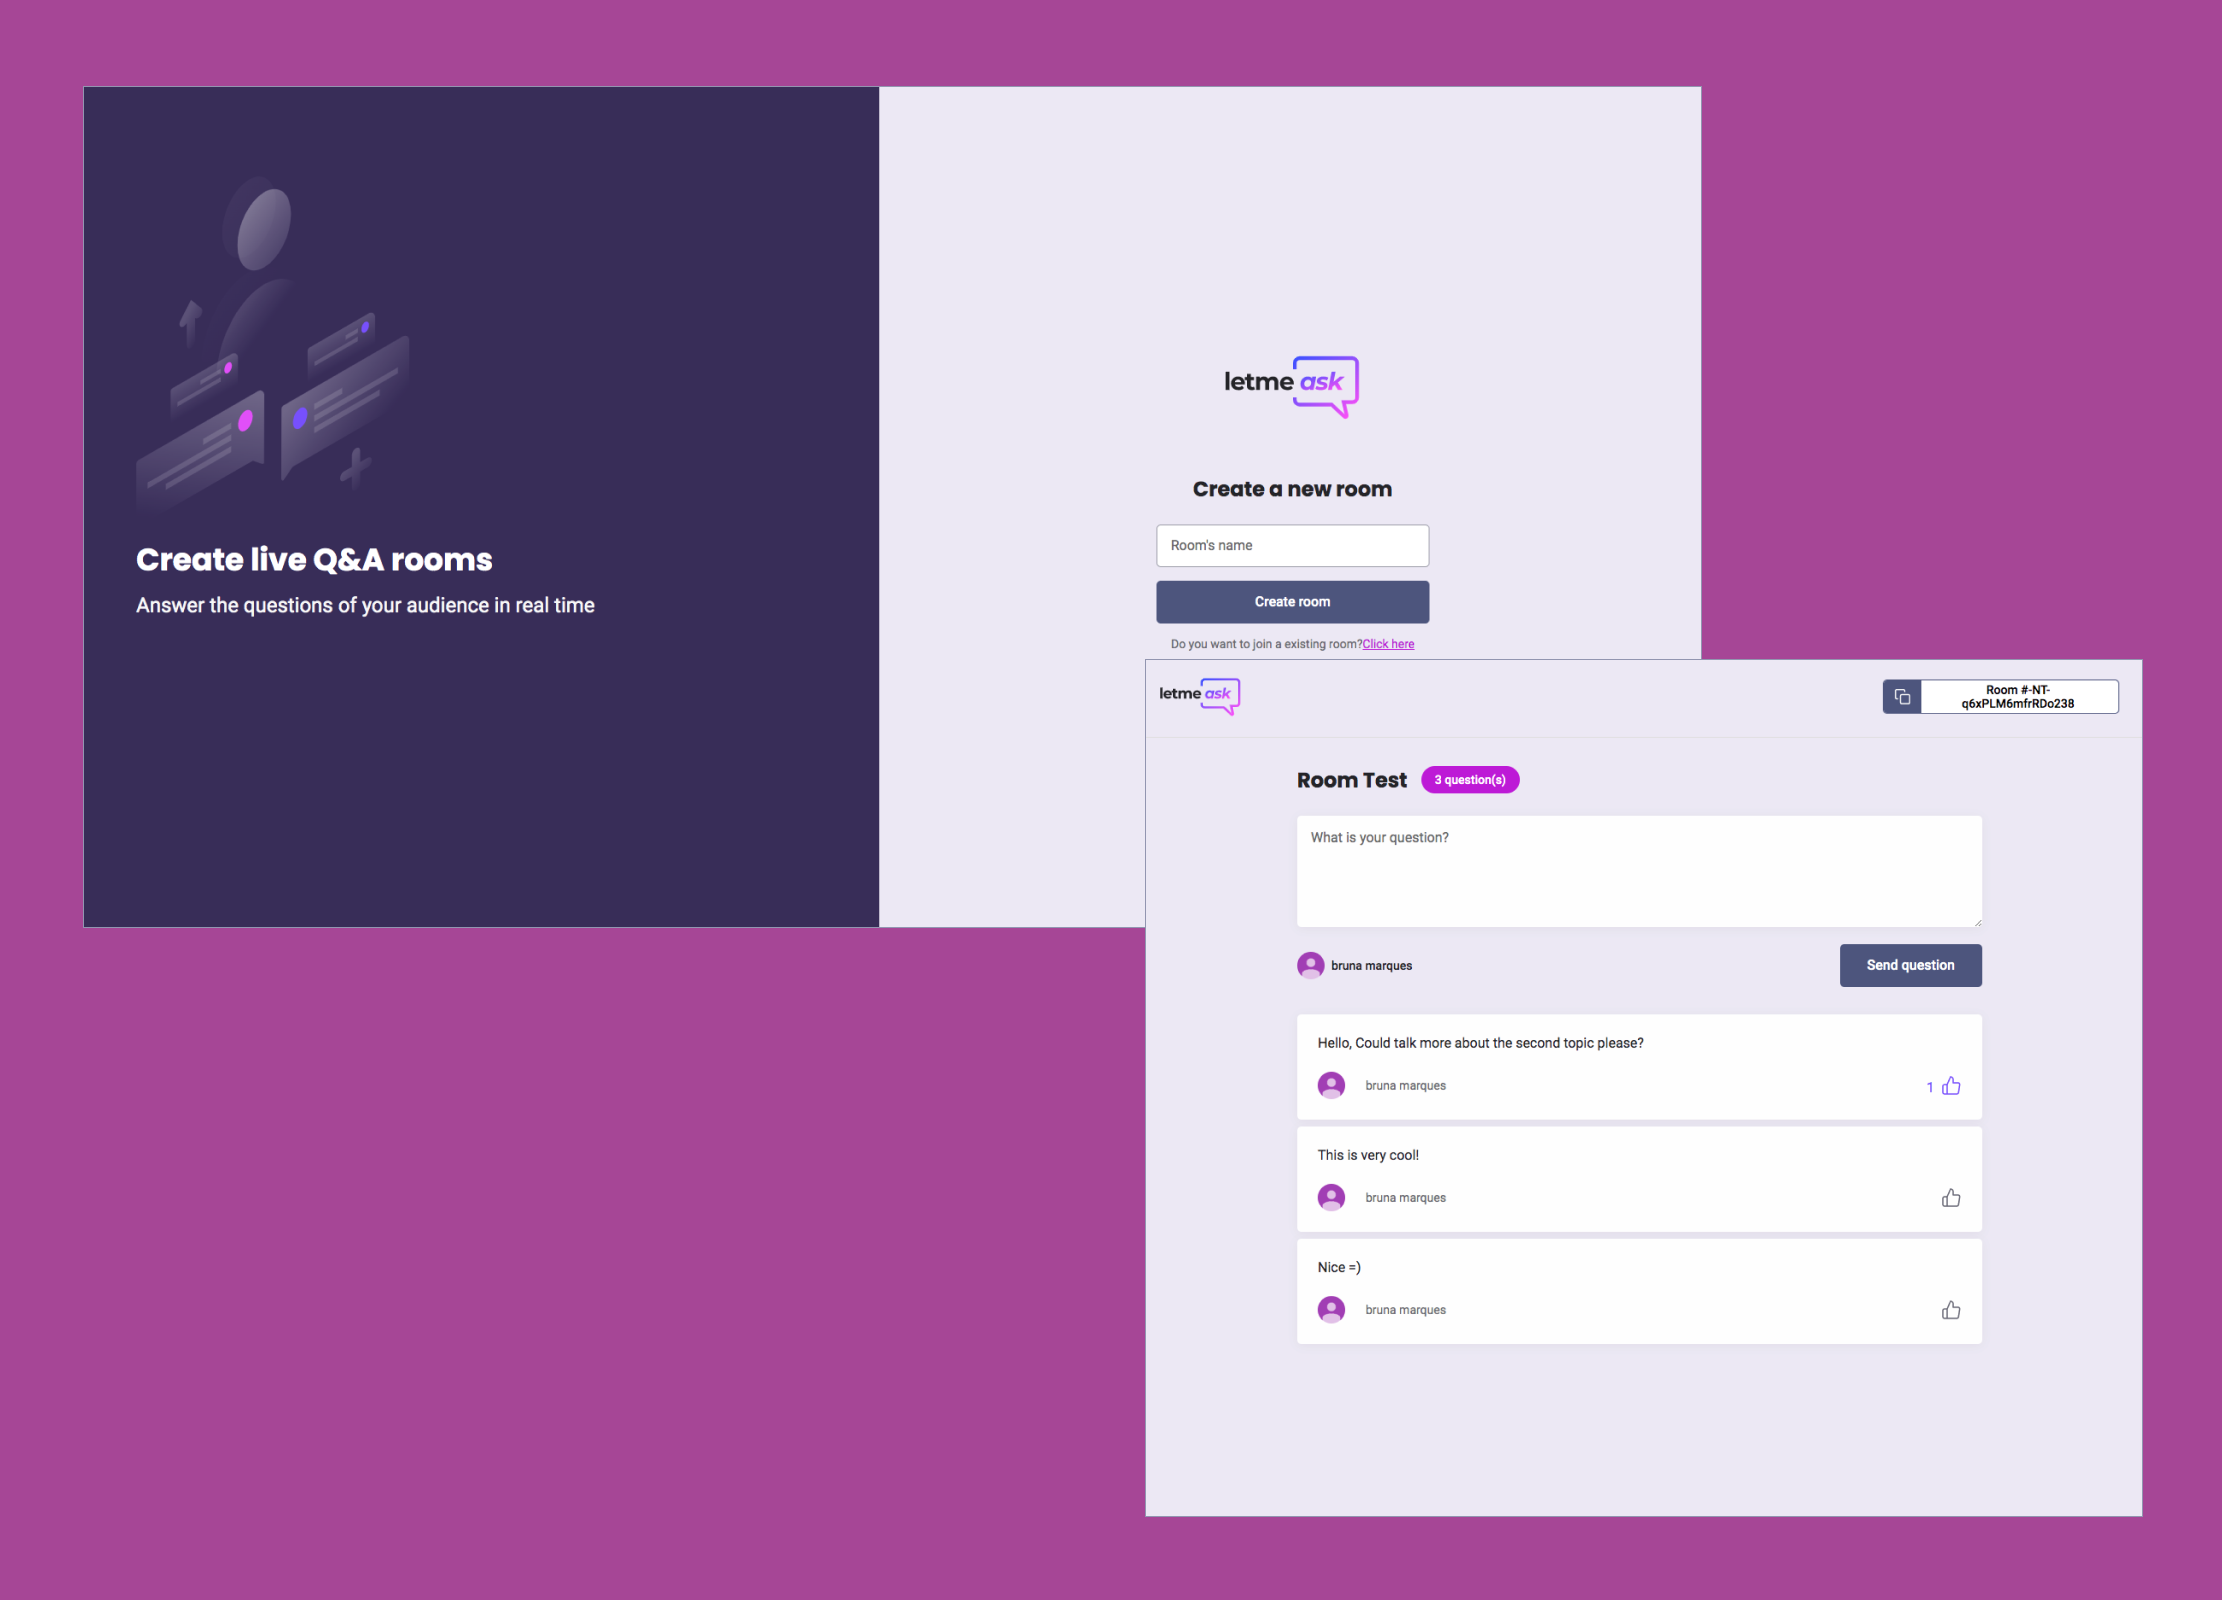 Create live Q&A rooms
Answer the questions of your audience in real time
letme ask
Create a new room
Room's name
Create room
Do you want to join a existing room?Click here
letme ask
Room #-NT-
q6xPLM6mfrRDo238
Room Test
3 question(s)
What is your question?
bruna marques
Send question
Hello, Could talk more about the second topic please?
bruna marques
1
This is very cool!
bruna marques
Nice =)
bruna marques